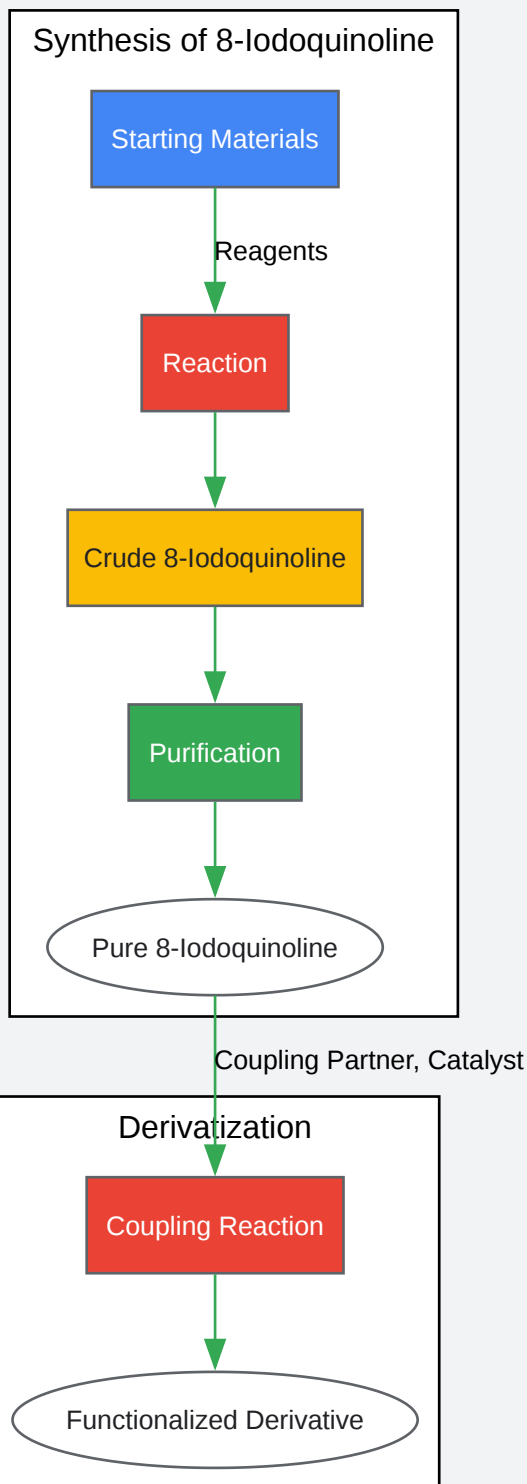 Synthesis of 8-Iodoquinoline
Starting Materials
Reagents
Reaction
Crude 8-Iodoquinoline
Purification
Pure 8-Iodoquinoline
Coupling Partner, Catalyst
Derivatization
Coupling Reaction
Functionalized Derivative